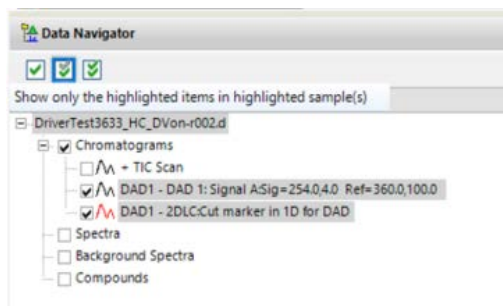 Data Navigator
Show only the highlighted items in highlighted sample(s)
DriverTest3633_HC_DVon-r002.d
Chromatograms
+ TIC Scan
DAD1 - DAD 1: Signal A:Sig=254.0,4.0 Ref=360.0,100.0
DAD1 - 2DLC:Cut marker in 1D for DAD
Spectra
Background Spectra
Compounds